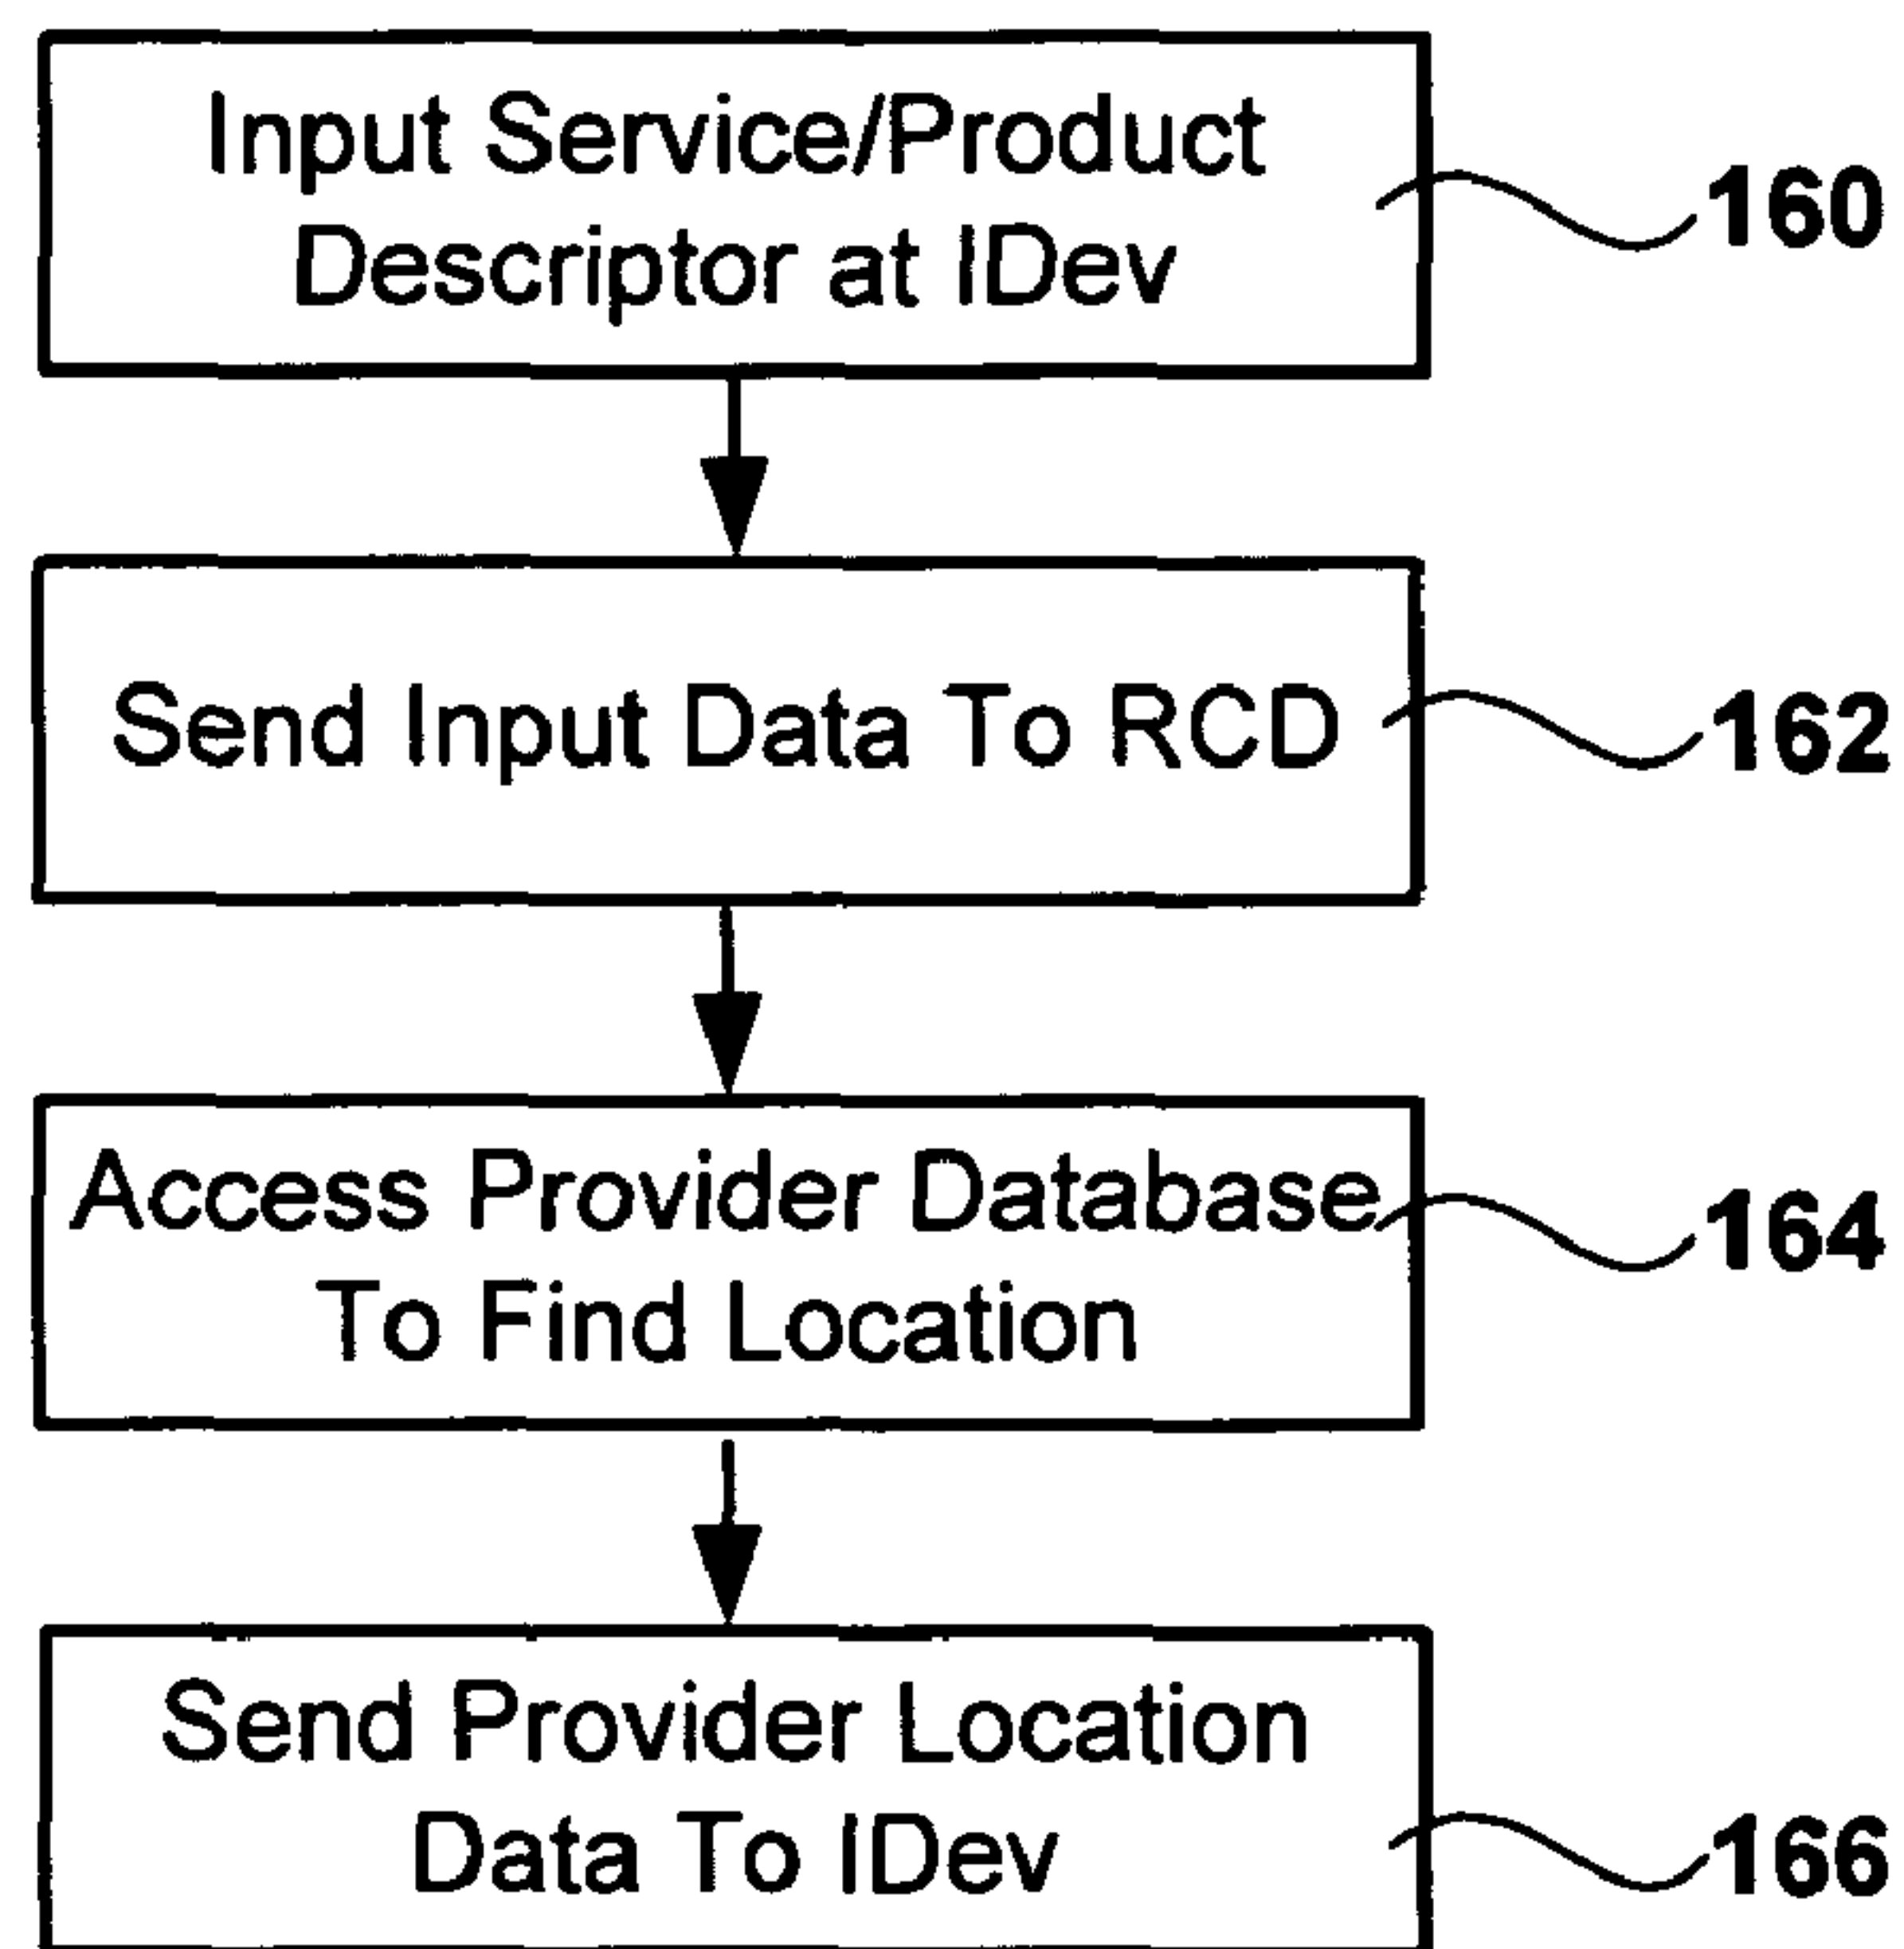 Input Service/Product
Descriptor at IDev
160
Send Input Data To RCD
162
Access Provider Database
To Find Location
164
Send Provider Location
Data To IDev
166